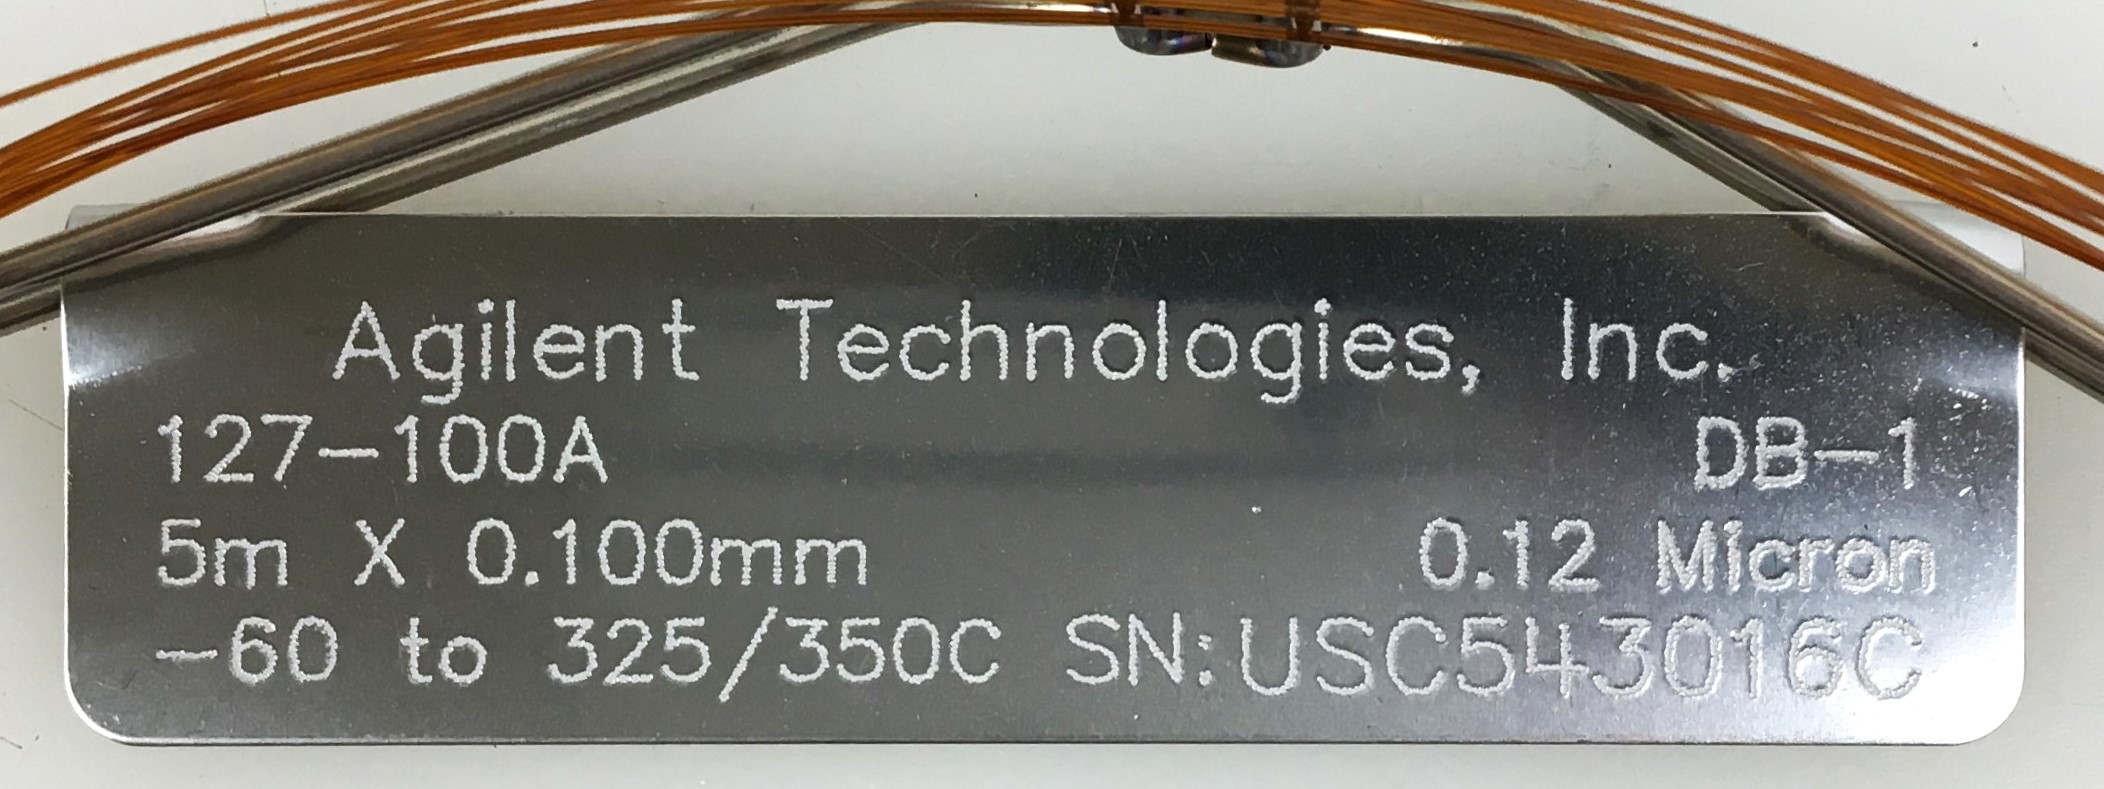 Agilent Technologies, Inc.
127-100A DB-1
5m X 0.100mm 0.12 Micron
-60 to 325/350C SN:USC543016C